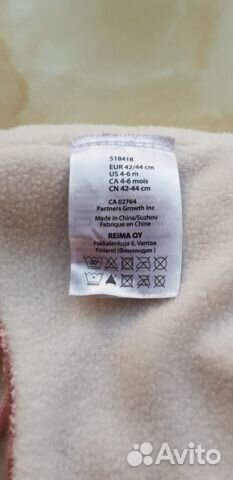 518418
EUR 42/44 cm
US 4-6 m
CA 4-6 mois
CN 42-44 cm
CA 02764
Partners Growth Inc
Made in China/Suzhou
Fabrique en Chine
REIMA OY
Pakkalankuja 6, Vantaa
Finland (Финляндия)
30°
Avito